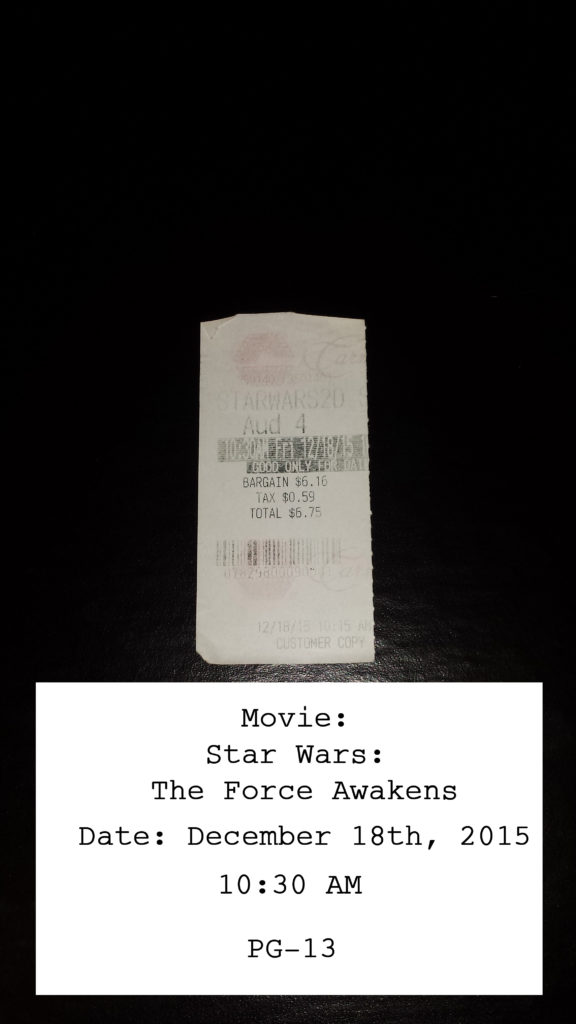 STARWARS2D
Aud 4
10:30AM FRI 12/18/15
GOOD ONLY FOR DAT
BARGAIN $6.16
TAX $0.59
TOTAL $6.75
12/18/15 10:15 AM
CUSTOMER COPY
Movie:
Star Wars:
The Force Awakens
Date: December 18th, 2015
10:30 AM
PG-13